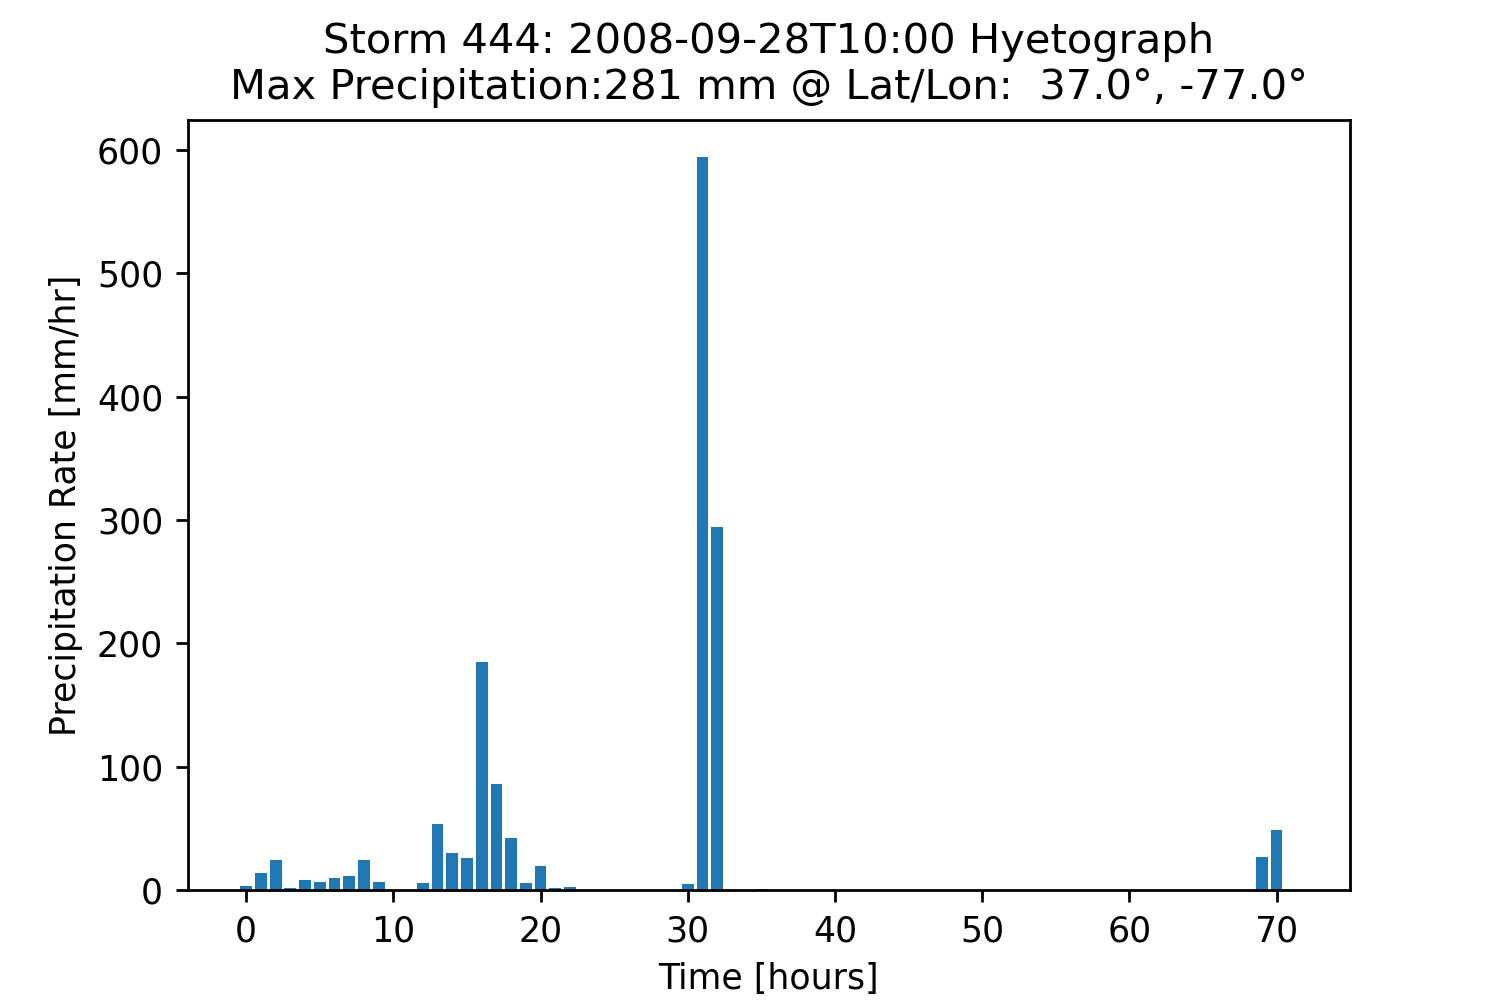 Storm 444: 2008-09-28T10:00 Hyetograph
Max Precipitation:281 mm @ Lat/Lon:  37.0°, -77.0°
600
500
400
300
200
100
0
Precipitation Rate [mm/hr]
0 10 20 30 40 50 60 70
Time [hours]